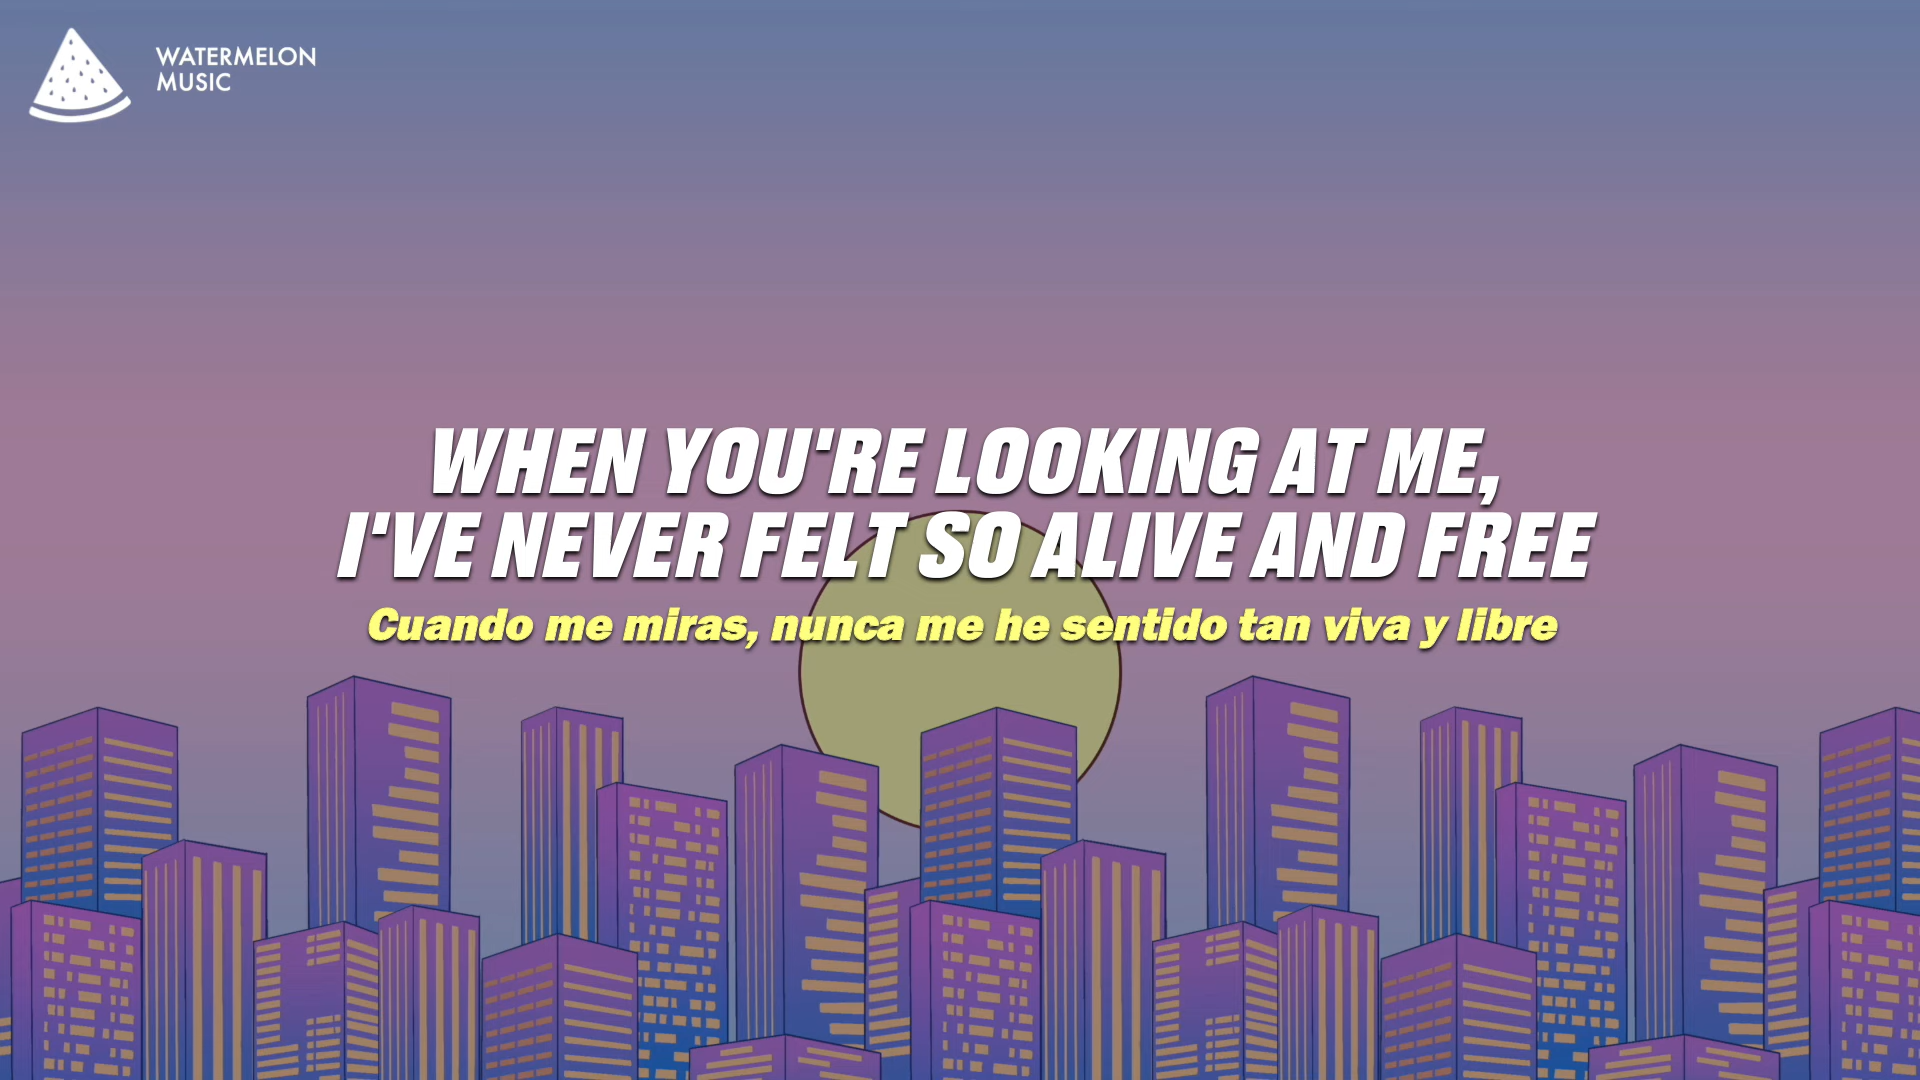 WATERMELON
MUSIC
WHEN YOU'RE LOOKING AT ME,
I'VE NEVER FELT SO ALIVE AND FREE
Cuando me miras, nunca me he sentido tan viva y libre